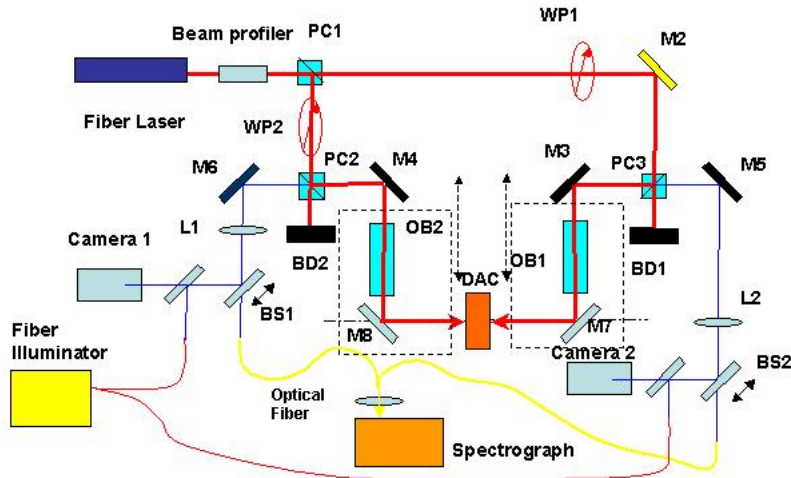 WP1
Beam profiler
PC1
M2
Fiber Laser
WP2
PC2
M4
M3
PC3
M5
M6
L1
OB2
OB1
Camera 1
BD2
DAC
BD1
L2
BS1
M8
M7
Fiber
Illuminator
Camera 2
BS2
Optical
Fiber
Spectrograph